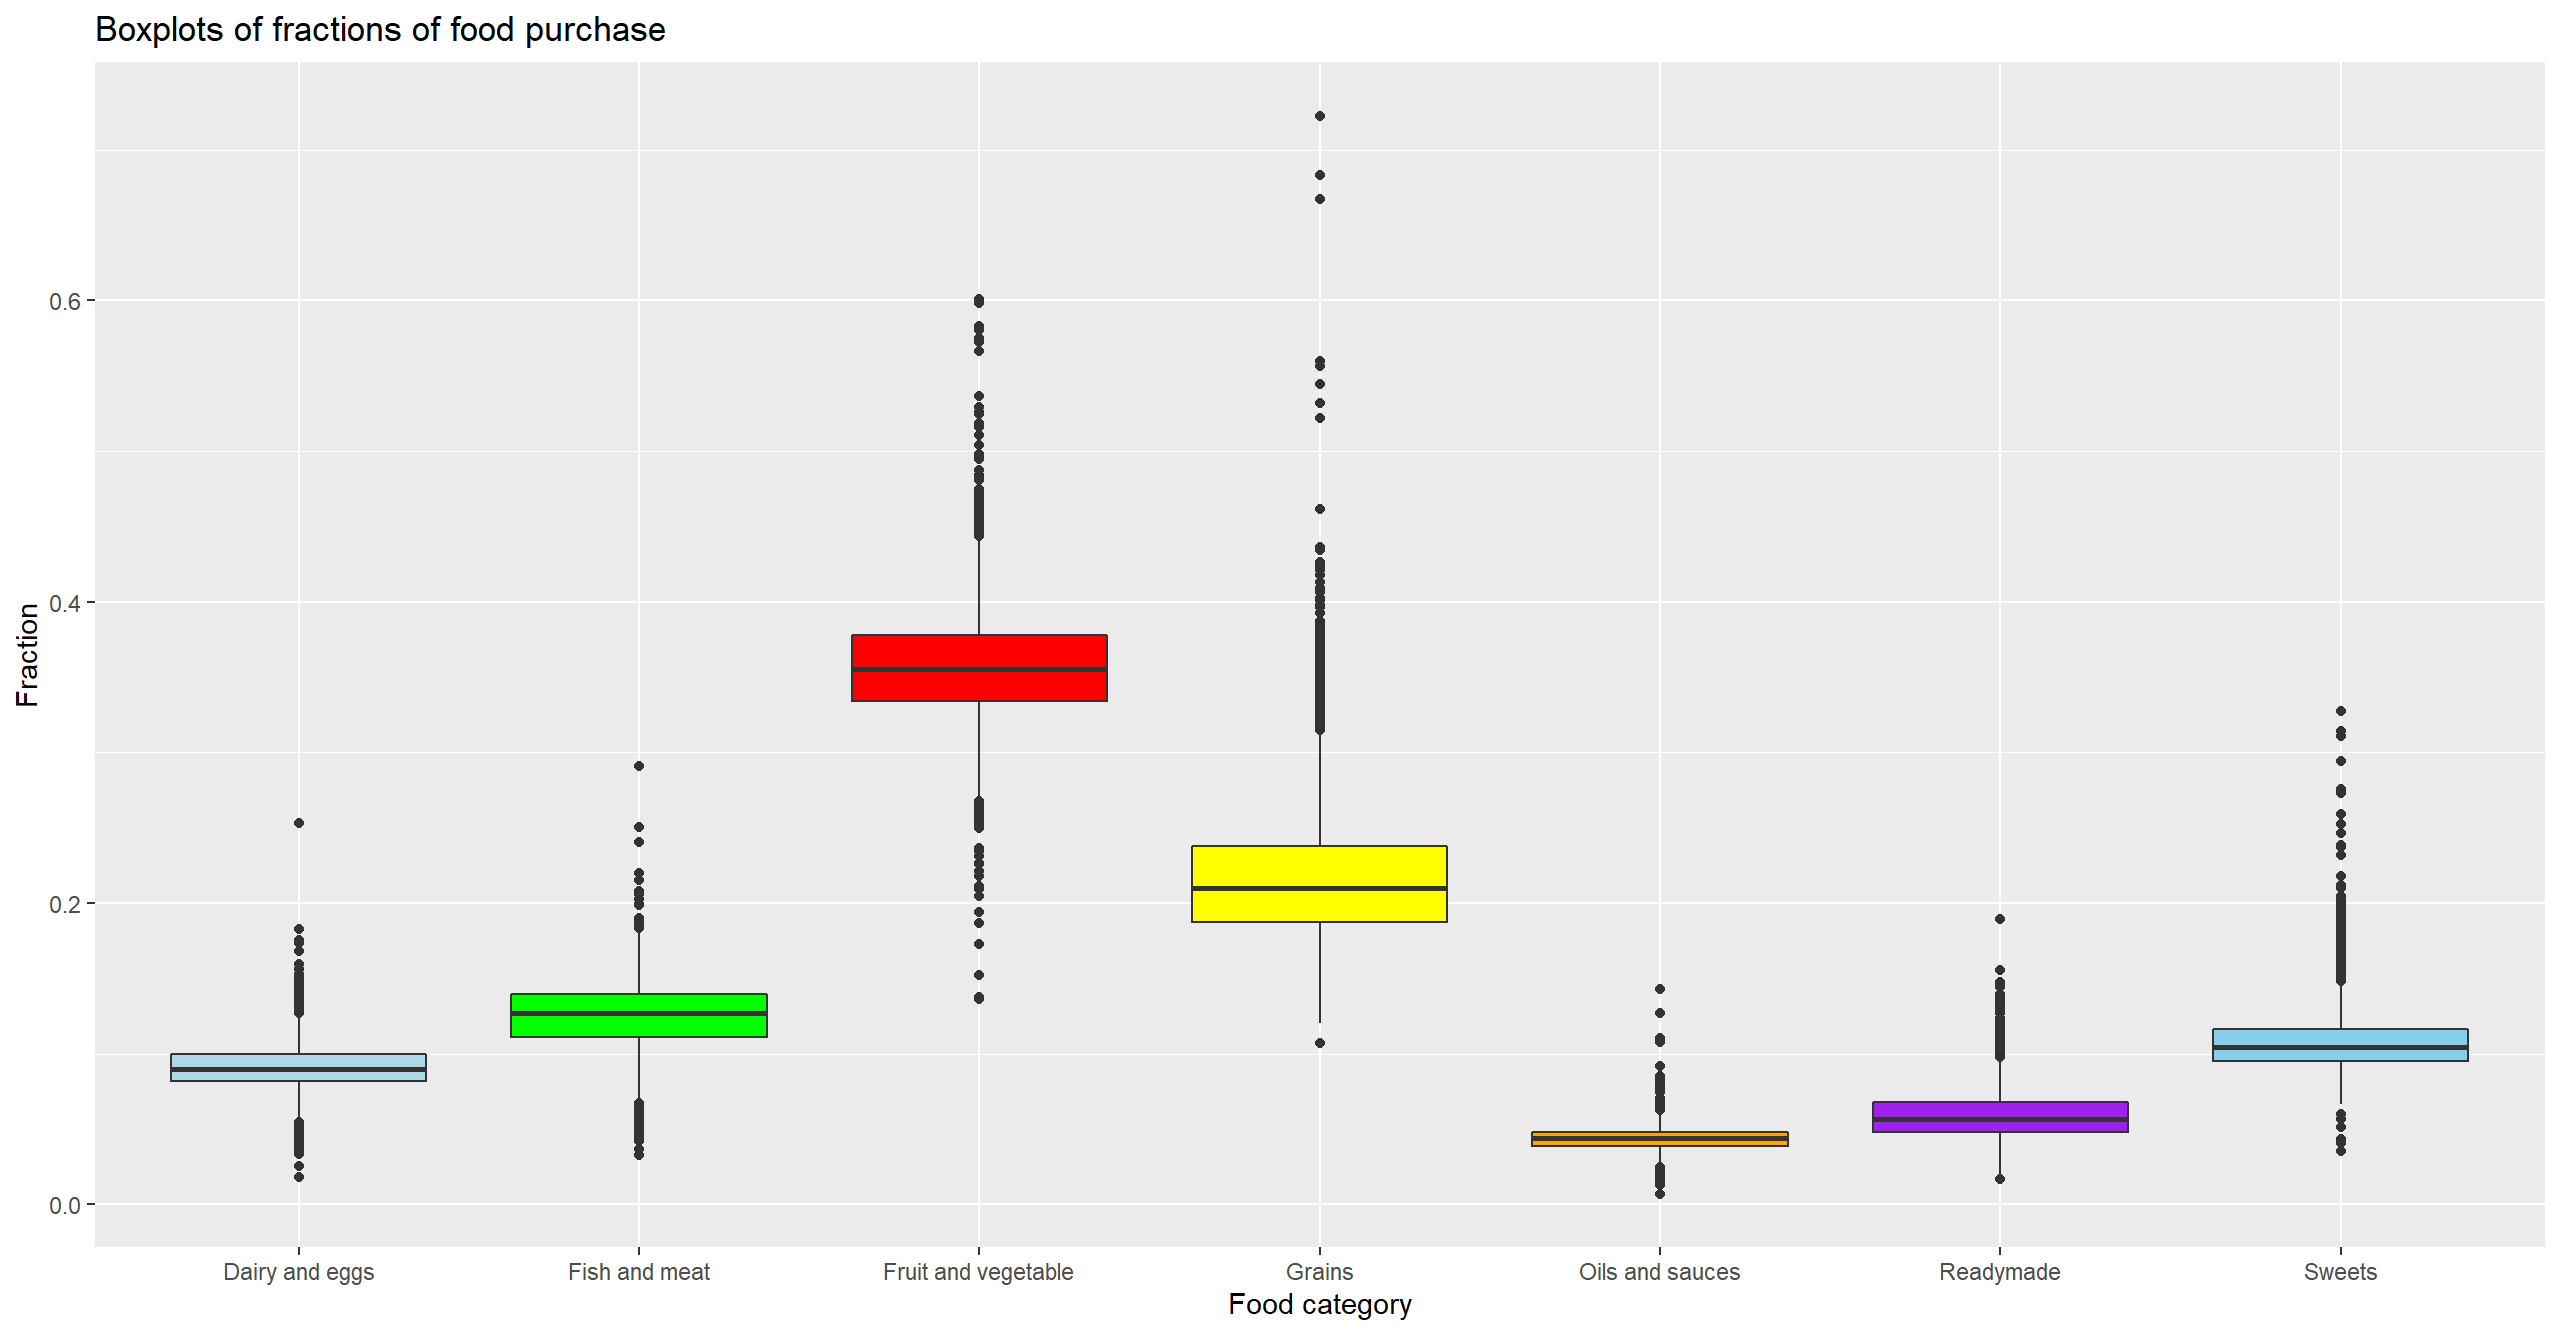 Boxplots of fractions of food purchase
Fraction
0.6
0.4
0.2
0.0
Dairy and eggs
Fish and meat
Fruit and vegetable
Grains
Oils and sauces
Readymade
Sweets
Food category